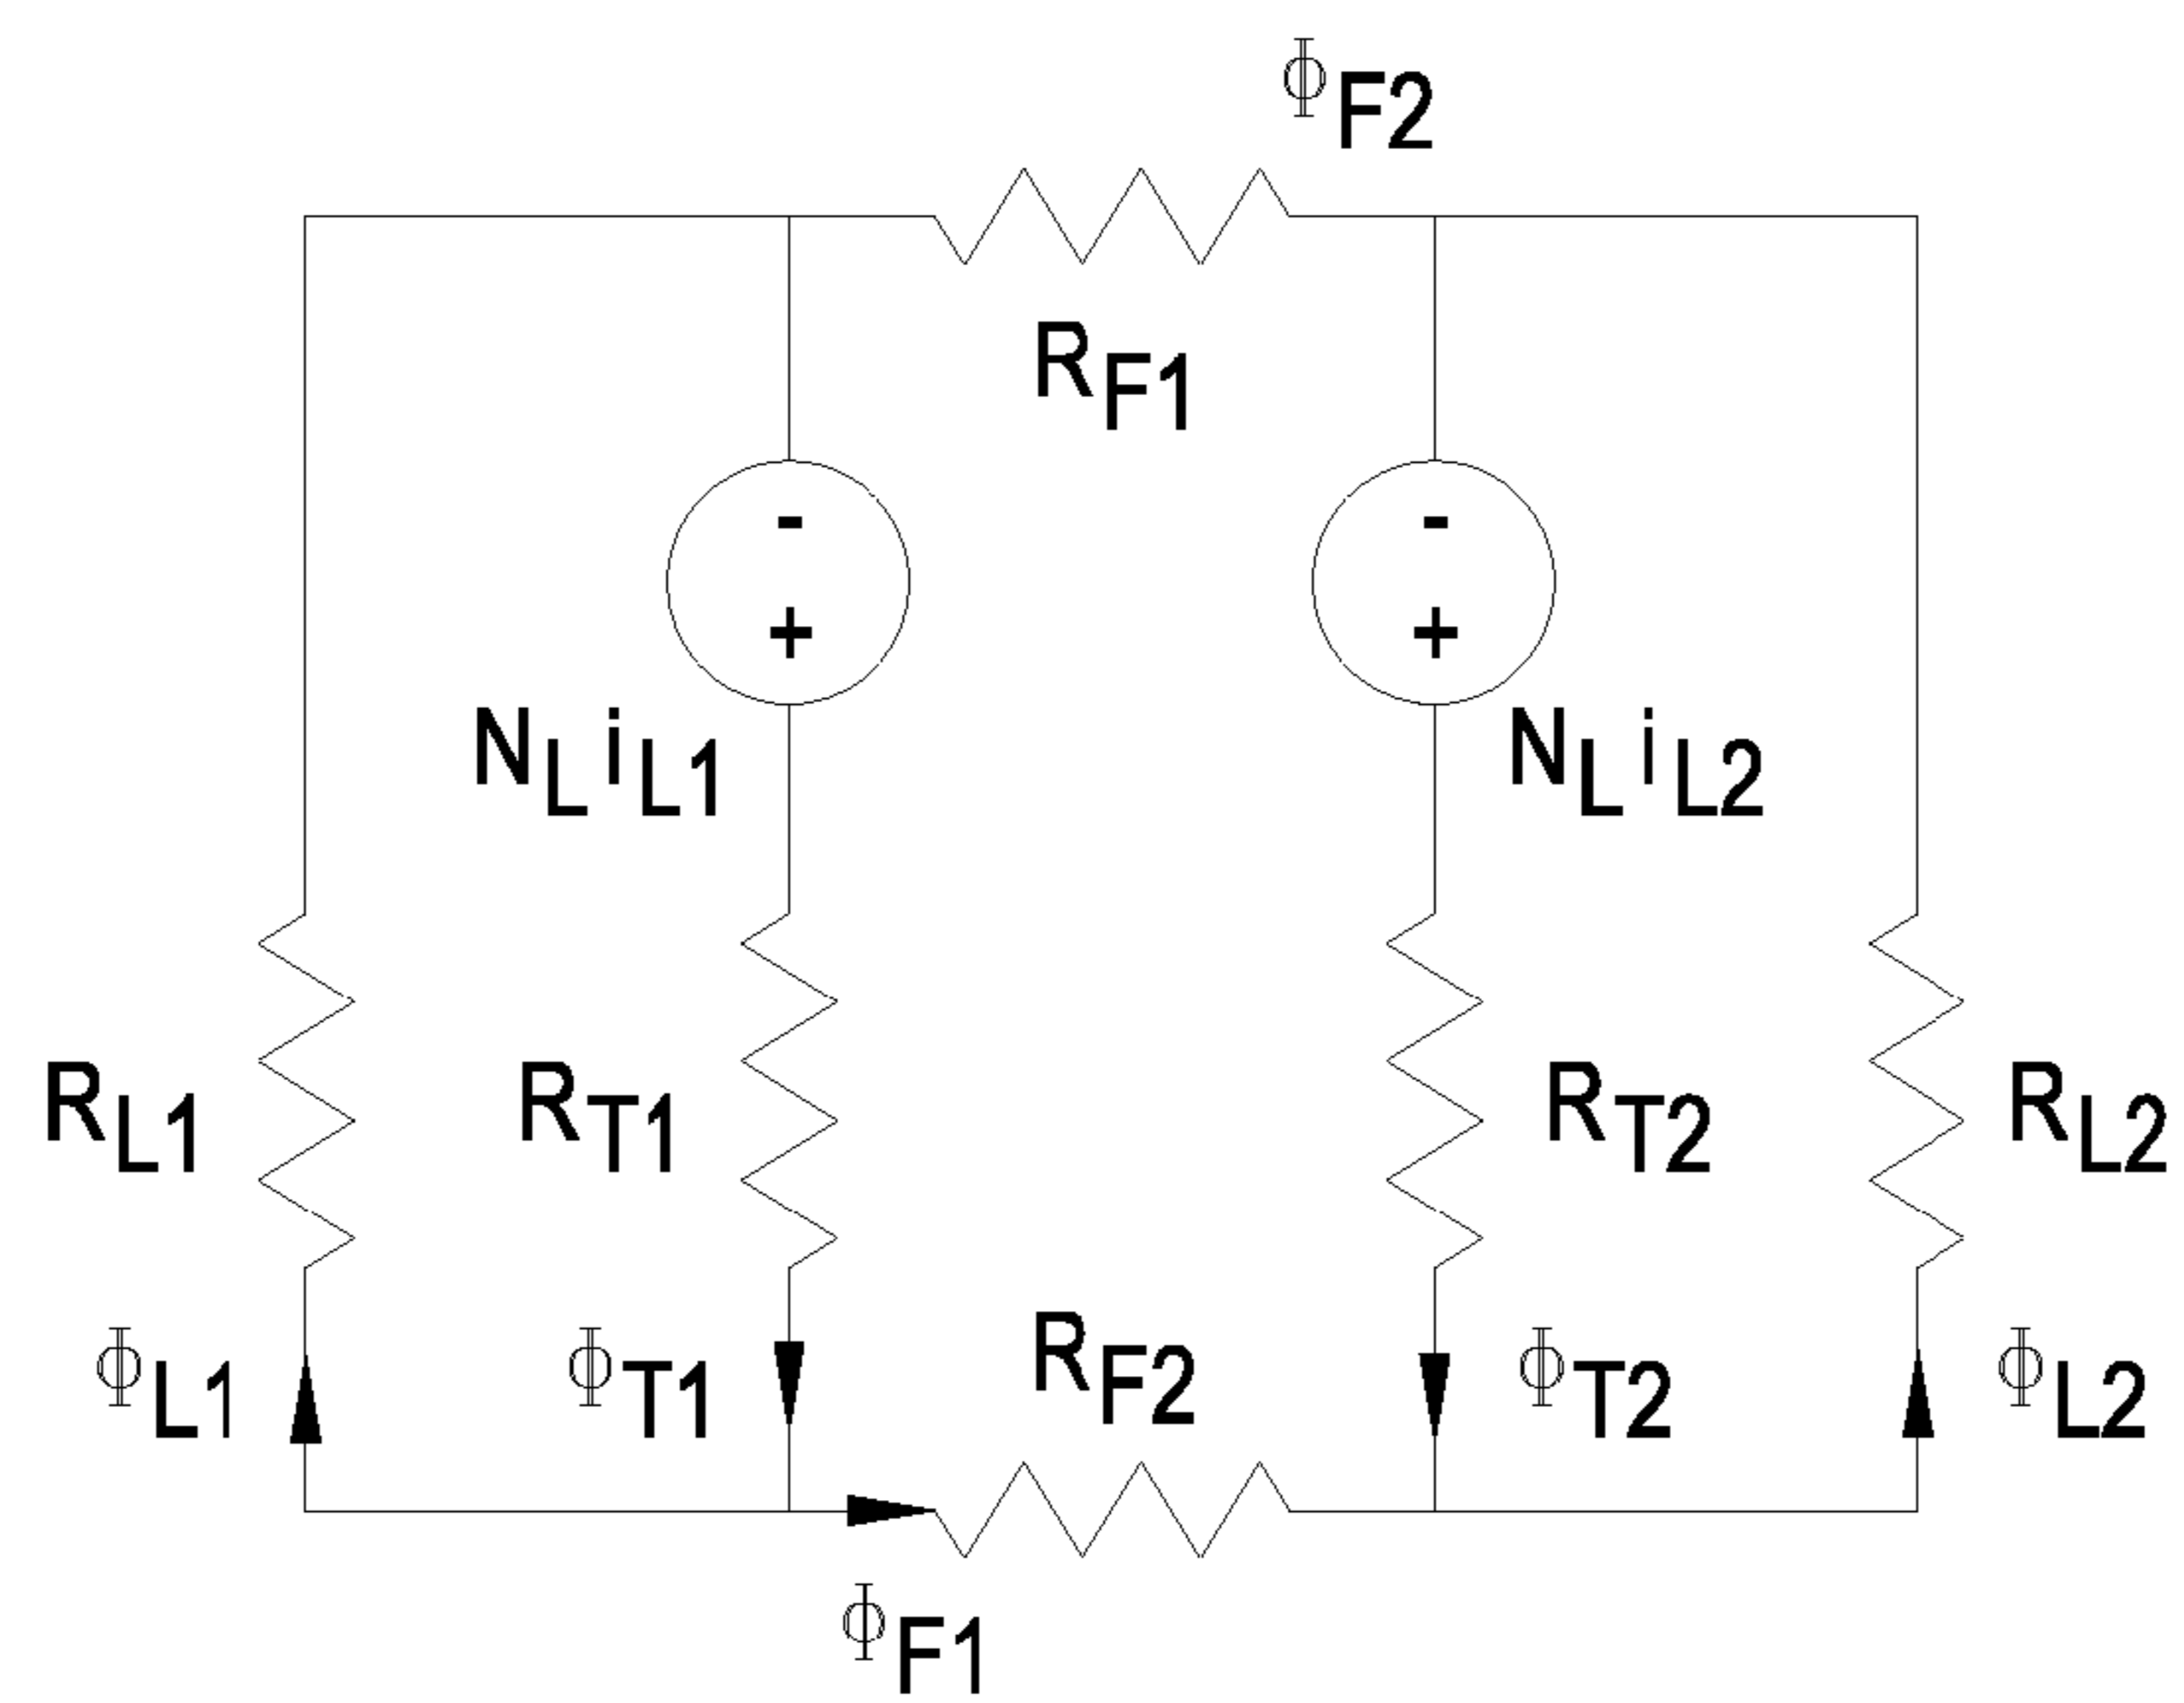 ΦF2
RF1
- -
+ +
NLiL1 NLiL2
RL1 RT1 RT2 RL2
RF2
ΦL1 ΦT1 ΦT2 ΦL2
ΦF1